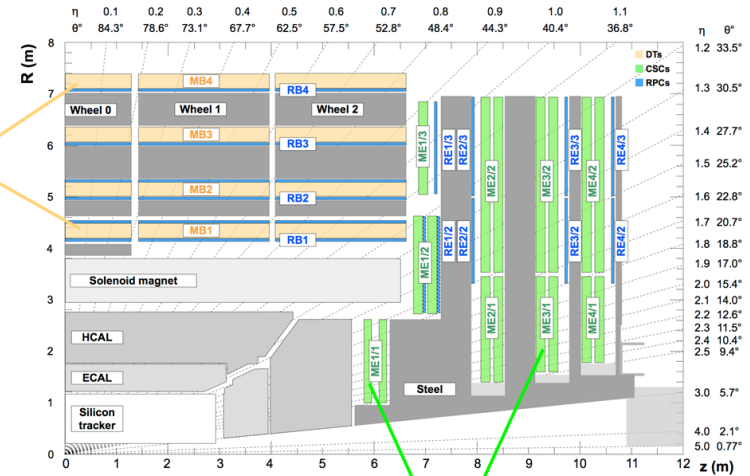 η 0.1 0.2 0.3 0.4 0.5 0.6 0.7 0.8 0.9 1.0 1.1
θ° 84.3° 78.6° 73.1° 67.7° 62.5° 57.5° 52.8° 48.4° 44.3° 40.4° 36.8°
η θ°
R (m)
8
7
6
5
4
3
2
1
0
1.2 33.5°
1.3 30.5°
1.4 27.7°
1.5 25.2°
1.6 22.8°
1.7 20.7°
1.8 18.8°
1.9 17.0°
2.0 15.4°
2.1 14.0°
2.2 12.6°
2.3 11.5°
2.4 10.4°
2.5 9.4°
3.0 5.7°
4.0 2.1°
5.0 0.77°
DTs
CSCs
RPCs
MB4
RB4
Wheel 0
Wheel 1
Wheel 2
MB3
RB3
MB2
RB2
MB1
RB1
Solenoid magnet
HCAL
ECAL
Silicon
tracker
Steel
ME1/3
RE1/3
RE2/3
ME2/2
ME3/2
RE3/3
ME4/2
RE4/3
ME1/2
RE1/2
RE2/2
RE3/2
RE4/2
ME1/1
ME2/1
ME3/1
ME4/1
0 1 2 3 4 5 6 7 8 9 10 11 12
z (m)